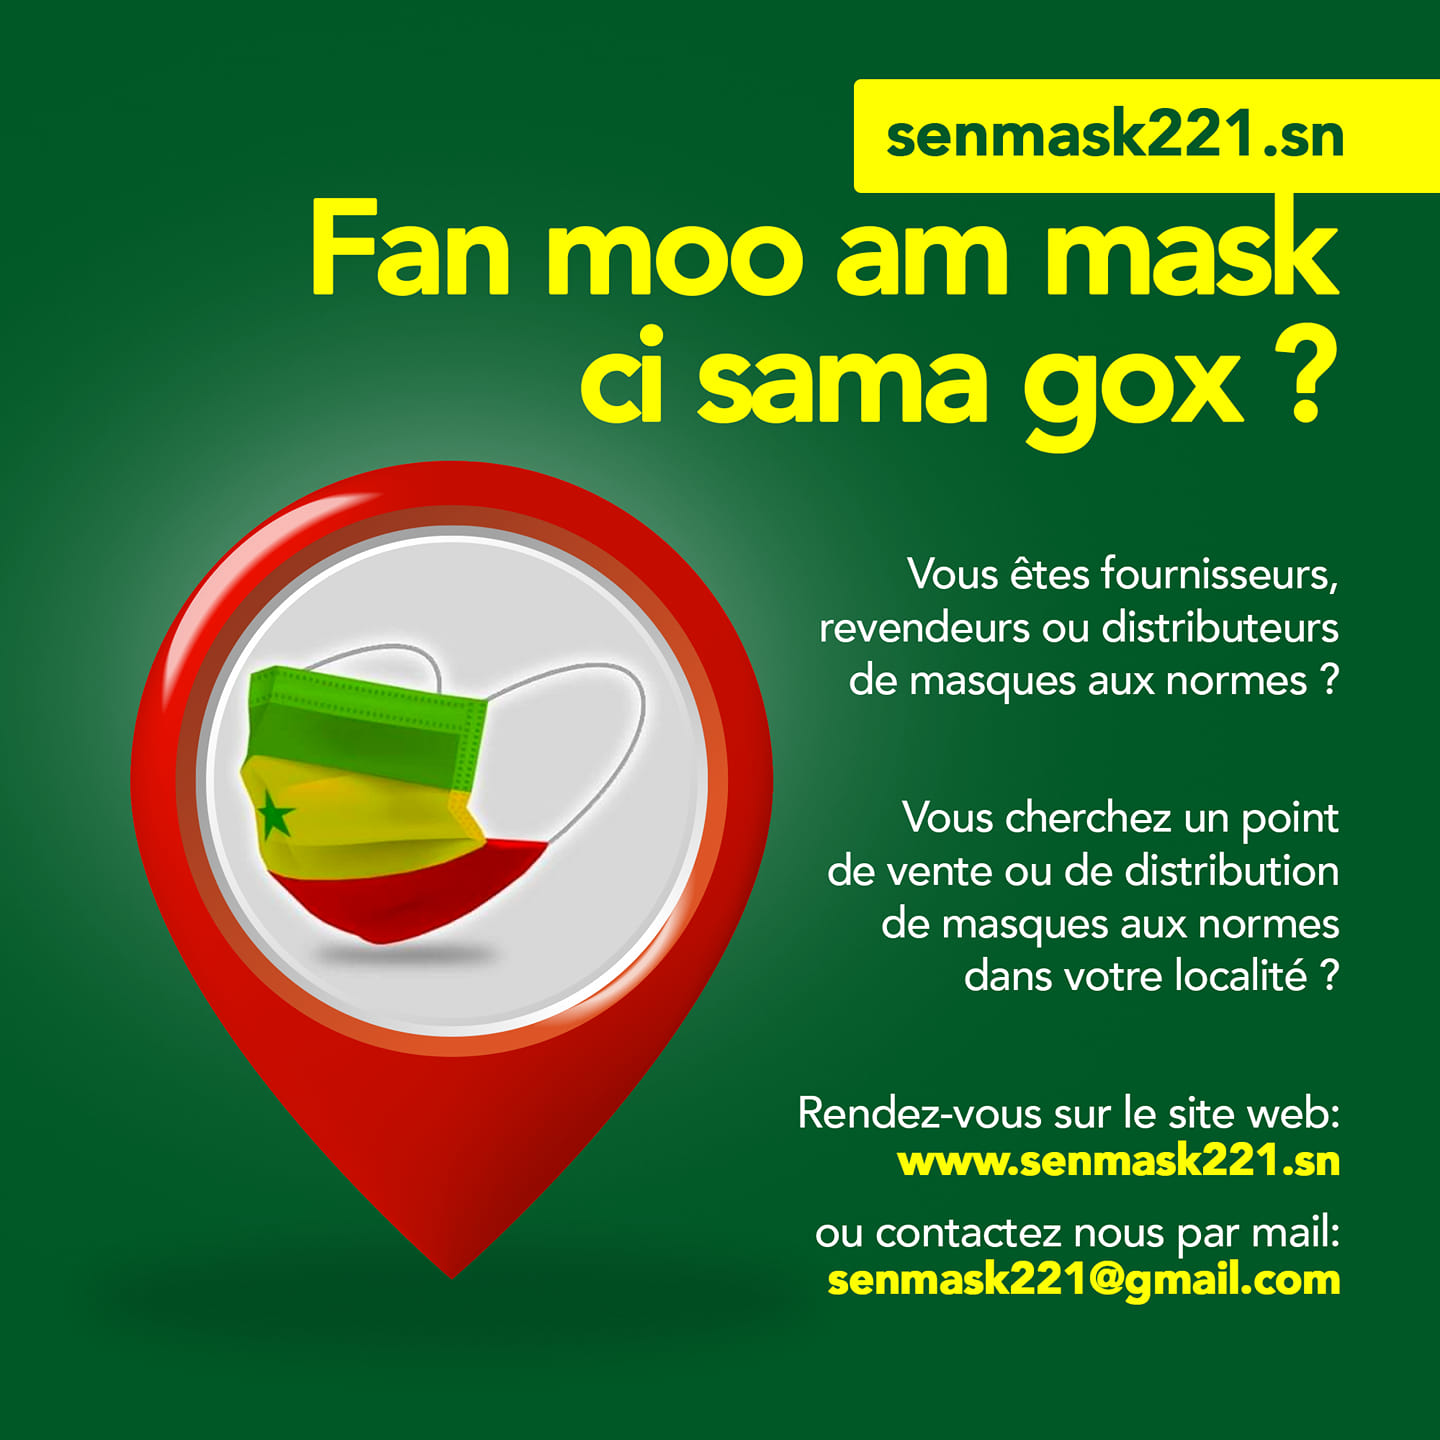 senmask221.sn
Fan moo am mask
ci sama gox ?
Vous êtes fournisseurs,
revendeurs ou distributeurs
de masques aux normes ?
Vous cherchez un point
de vente ou de distribution
de masques aux normes
dans votre localité ?
Rendez-vous sur le site web:
www.senmask221.sn
ou contactez nous par mail:
senmask221@gmail.com